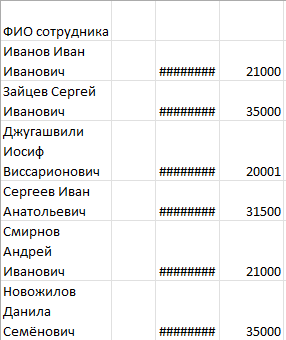 ФИО сотрудника
Иванов Иван
Иванович ######## 21000
Зайцев Сергей
Иванович ######## 35000
Джугашвили
Иосиф
Виссарионович ######## 20001
Сергеев Иван
Анатольевич ######## 31500
Смирнов
Андрей
Иванович ######## 21000
Новожилов
Данила
Семёнович ######## 35000